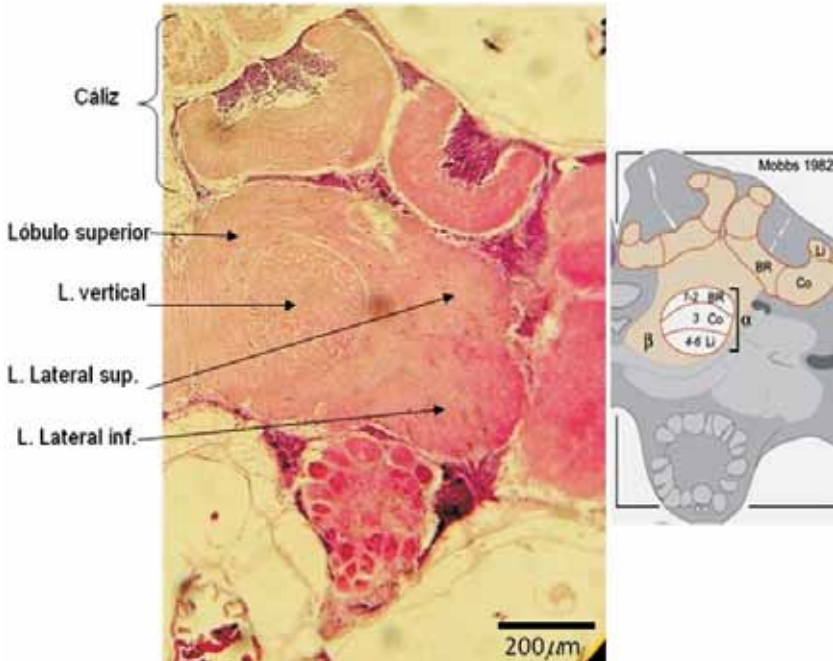 Cáliz
Lóbulo superior
L. vertical
L. Lateral sup.
L. Lateral inf.
200µm
Mobbs 1982
Li
BR
Co
1-2 BR
3 Co
4-6 Li
α
β